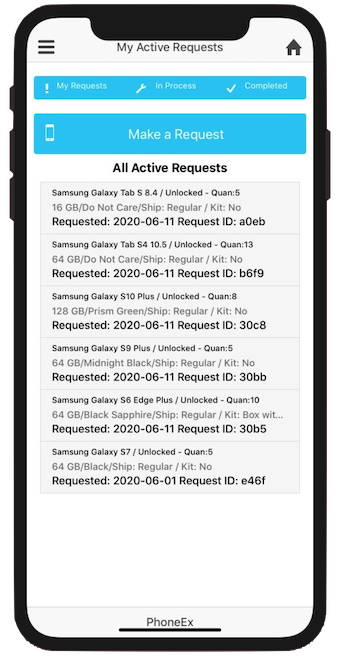 My Active Requests
My Requests
In Process
Completed
Make a Request
All Active Requests
Samsung Galaxy Tab S 8.4 / Unlocked - Quan:5
16 GB/Do Not Care/Ship: Regular / Kit: No
Requested: 2020-06-11 Request ID: a0eb
Samsung Galaxy Tab S4 10.5 / Unlocked - Quan:13
64 GB/Do Not Care/Ship: Regular / Kit: No
Requested: 2020-06-11 Request ID: b6f9
Samsung Galaxy S10 Plus / Unlocked - Quan:8
128 GB/Prism Green/Ship: Regular / Kit: No
Requested: 2020-06-11 Request ID: 30c8
Samsung Galaxy S9 Plus / Unlocked - Quan:5
64 GB/Midnight Black/Ship: Regular / Kit: No
Requested: 2020-06-11 Request ID: 30bb
Samsung Galaxy S6 Edge Plus / Unlocked - Quan:10
64 GB/Black Sapphire/Ship: Regular / Kit: Box wit...
Requested: 2020-06-11 Request ID: 30b5
Samsung Galaxy S7 / Unlocked - Quan:5
64 GB/Black/Ship: Regular / Kit: No
Requested: 2020-06-01 Request ID: e46f
PhoneEx